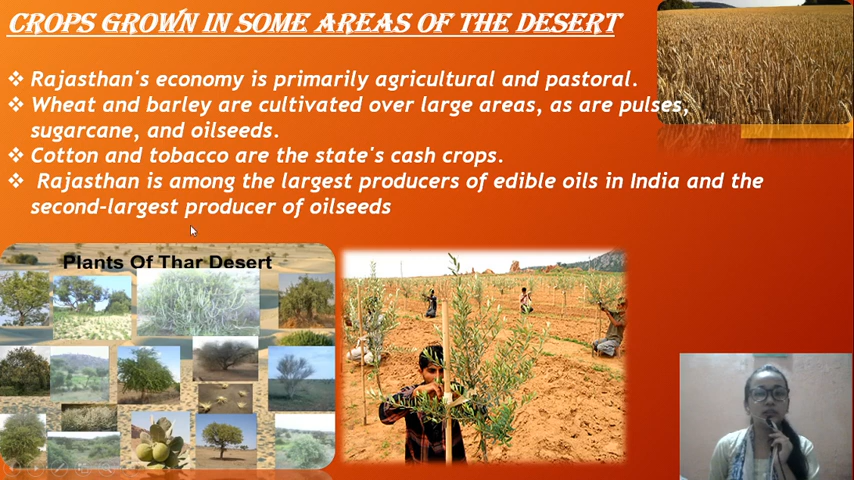 CROPS GROWN IN SOME AREAS OF THE DESERT
❖ Rajasthan's economy is primarily agricultural and pastoral.
❖ Wheat and barley are cultivated over large areas, as are pulses,
sugarcane, and oilseeds.
❖ Cotton and tobacco are the state's cash crops.
❖ Rajasthan is among the largest producers of edible oils in India and the
second-largest producer of oilseeds
Plants Of Thar Desert